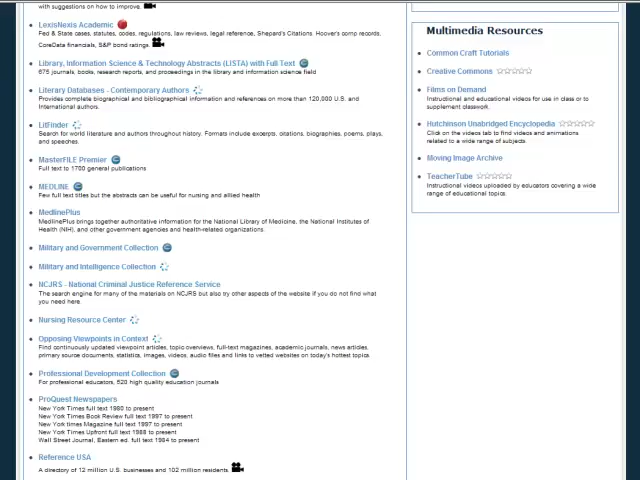 with suggestions on how to improve.
LexisNexis Academic
Fed & State cases, statutes, codes, regulations, law reviews, legal reference, Shepard's Citations. Hoover's comp records,
CoreData financials, S&P bond ratings.
Library, Information Science & Technology Abstracts (LISTA) with Full Text
675 journals, books, research reports, and proceedings in the library and information science field
Literary Databases - Contemporary Authors
Provides complete biographical and bibliographical information and references on more than 120,000 U.S. and
International authors.
LitFinder
Search for world literature and authors throughout history. Formats include excerpts, citations, biographies, poems, plays,
and speeches.
MasterFILE Premier
Full text to 1700 general publications
MEDLINE
Few full text titles but the abstracts can be useful for nursing and allied health
MedlinePlus
MedlinePlus brings together authoritative information for the National Library of Medicine, the National Institutes of
Health (NIH), and other government agencies and health-related organizations.
Military and Government Collection
Military and Intelligence Collection
NCJRS - National Criminal Justice Reference Service
The search engine for many of the materials on NCJRS but also try other aspects of the website if you do not find what
you need here.
Nursing Resource Center
Opposing Viewpoints in Context
Find continuously updated viewpoint articles, topic overviews, full-text magazines, academic journals, news articles,
primary source documents, statistics, images, videos, audio files and links to vetted websites on today's hottest topics
Professional Development Collection
For professional educators, 520 high quality education journals
ProQuest Newspapers
New York Times full text 1980 to present
New York Times Book Review full text 1997 to present
New York times Magazine full text 1997 to present
New York Times Upfront full text 1988 to present
Wall Street Journal, Eastern ed. full text 1984 to present
Reference USA
A directory of 12 million U.S. businesses and 102 million residents
Multimedia Resources
Common Craft Tutorials
Creative Commons
Films on Demand
Instructional and educational videos for use in class or to
supplement classwork.
Hutchinson Unabridged Encyclopedia
Click on the videos tab to find videos and animations
related to a wide range of subjects.
Moving Image Archive
TeacherTube
Instructional videos uploaded by educators covering a wide
range of educational topics.